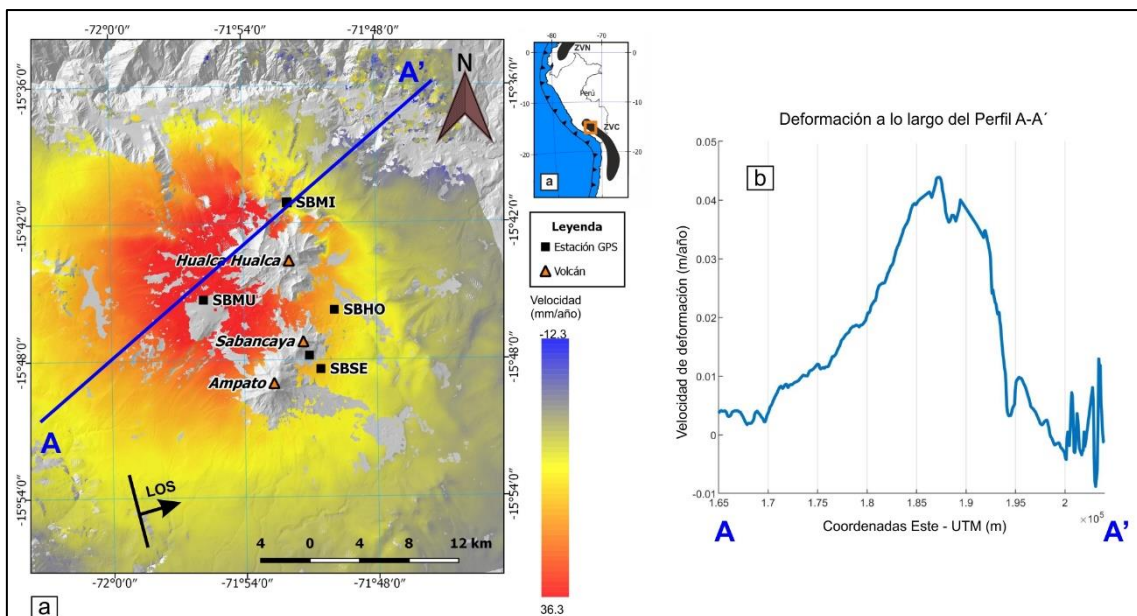 -72°0'0"
-71°54'0"
-71°48'0"
-15°36'0"
-15°42'0"
-15°48'0"
-15°54'0"
A'
N
SBMI
Hualca Hualca
SBMU
SBHO
Sabancaya
SBSE
Ampato
A
LOS
4 0 4 8 12 km
-15°36'0"
-15°42'0"
-15°48'0"
-15°54'0"
-72°0'0"
-71°54'0"
-71°48'0"
a
-80 -70
0
-10
-20
ZVN
Perú
ZVC
a
Leyenda
Estación GPS
Volcán
Velocidad
(mm/año)
-12.3
36.3
Deformación a lo largo del Perfil A-A´
b
Velocidad de deformación (m/año)
0.05
0.04
0.03
0.02
0.01
0
-0.01
1.65 1.7 1.75 1.8 1.85 1.9 1.95 2
×10⁵
A
Coordenadas Este - UTM (m)
A’